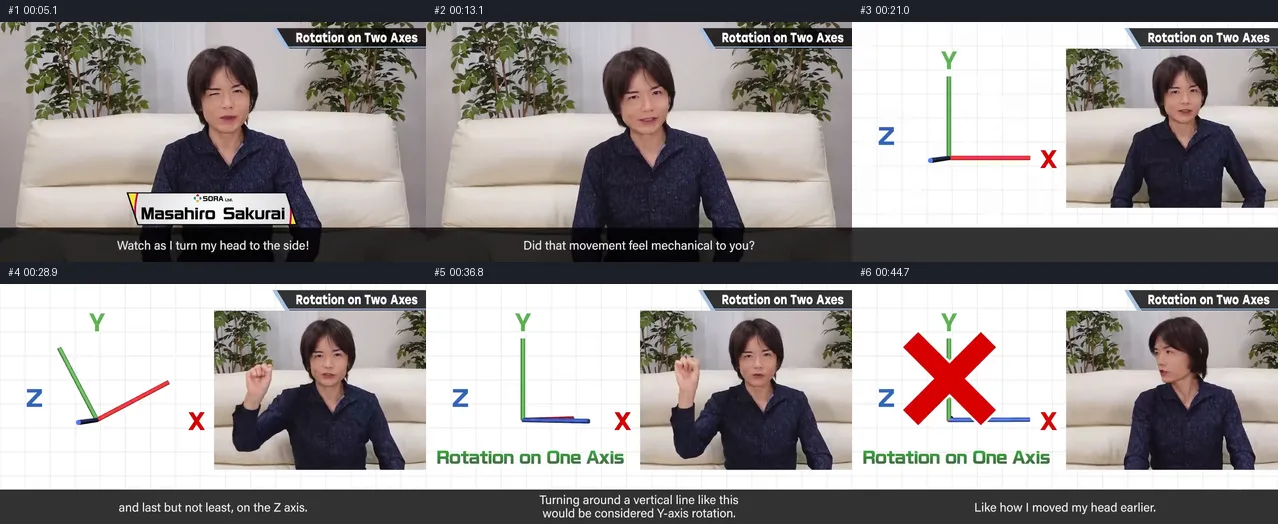 #1 00:05.1
Rotation on Two Axes
SORA LTD.
Masahiro Sakurai
Watch as I turn my head to the side!
#2 00:13.1
Rotation on Two Axes
Did that movement feel mechanical to you?
#3 00:21.0
Rotation on Two Axes
Y
Z
X
#4 00:28.9
Rotation on Two Axes
Y
Z
X
and last but not least, on the Z axis.
#5 00:36.8
Rotation on Two Axes
Y
Z
X
Rotation on One Axis
Turning around a vertical line like this
would be considered Y-axis rotation.
#6 00:44.7
Rotation on Two Axes
Y
Z
X
Rotation on One Axis
Like how I moved my head earlier.